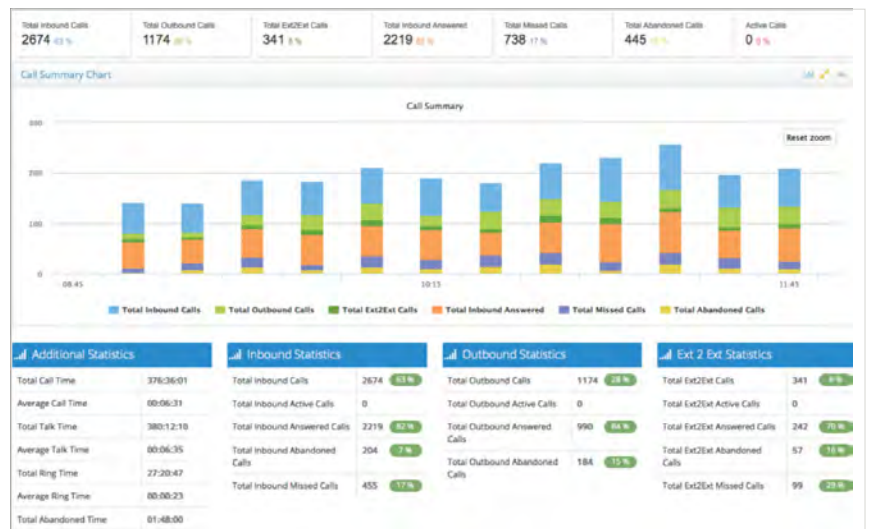 Total Inbound Calls
2674 63 %
Total Outbound Calls
1174 28 %
Total Ext2Ext Calls
341 8 %
Total Inbound Answered
2219 82 %
Total Missed Calls
738 17 %
Total Abandoned Calls
445
Active Calls
0 0 %
Call Summary Chart
Call Summary
300
Reset zoom
200
100
0
08:45
10:15
11:45
Total Inbound Calls
Total Outbound Calls
Total Ext2Ext Calls
Total Inbound Answered
Total Missed Calls
Total Abandoned Calls
Additional Statistics
Total Call Time 376:36:01
Average Call Time 00:06:31
Total Talk Time 380:12:10
Average Talk Time 00:06:35
Total Ring Time 27:20:47
Average Ring Time 00:00:23
Total Abandoned Time 01:48:00
Inbound Statistics
Total Inbound Calls 2674 63 %
Total Inbound Active Calls 0
Total Inbound Answered Calls 2219 82 %
Total Inbound Abandoned 204 7 %
Calls
Total Inbound Missed Calls 455 17 %
Outbound Statistics
Total Outbound Calls 1174 28 %
Total Outbound Active Calls 0
Total Outbound Answered 990 84 %
Calls
Total Outbound Abandoned 184 15 %
Calls
Ext 2 Ext Statistics
Total Ext2Ext Calls 341 8 %
Total Ext2Ext Active Calls 0
Total Ext2Ext Answered Calls 242 70 %
Total Ext2Ext Abandoned 57 16 %
Calls
Total Ext2Ext Missed Calls 99 29 %